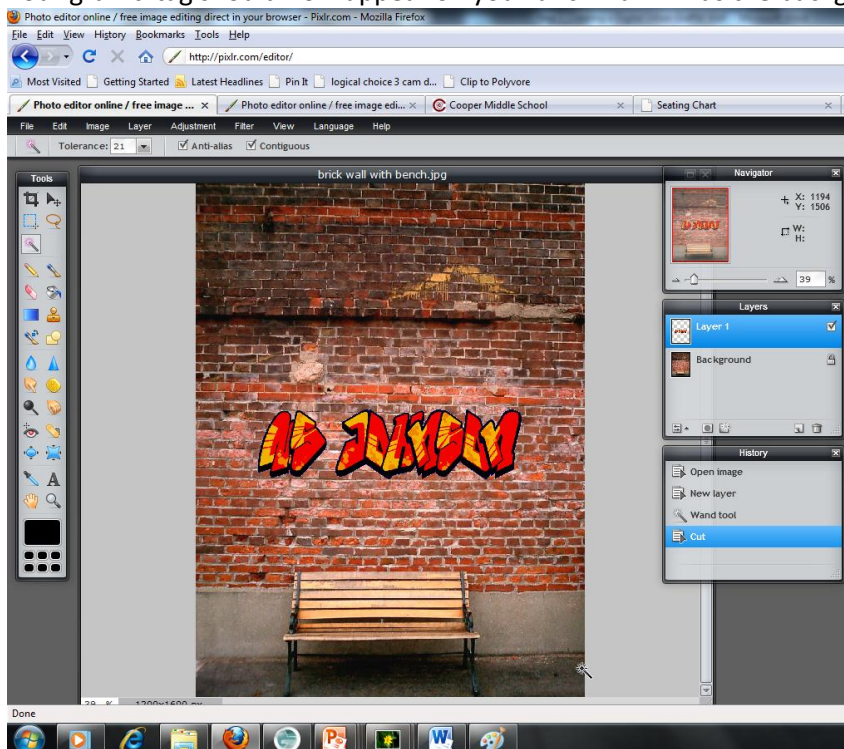 Photo editor online / free image editing direct in your browser - Pixlr.com - Mozilla Firefox
File Edit View History Bookmarks Tools Help
http://pixlr.com/editor/
Most Visited Getting Started Latest Headlines Pin It logical choice 3 cam d... Clip to Polyvore
Photo editor online / free image ... × Photo editor online / free image edi... × Cooper Middle School × Seating Chart ×
File Edit Image Layer Adjustment Filter View Language Help
Tolerance: 21 Anti-alias Contiguous
Tools
brick wall with bench.jpg
Navigator
X: 1194
Y: 1506
W:
H:
39 %
Layers
Layer 1
Background
History
Open image
New layer
Wand tool
Cut
A
1200x1600 px
Done